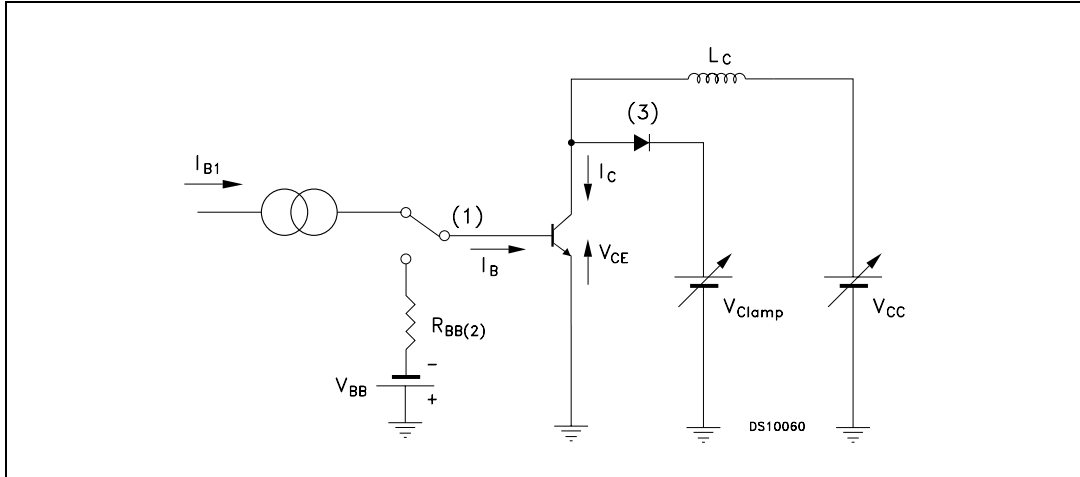 L_C
(3)
I_B1
I_C
(1)
I_B
V_CE
V_Clamp
V_CC
R_BB(2)
−
V_BB
+
DS10060